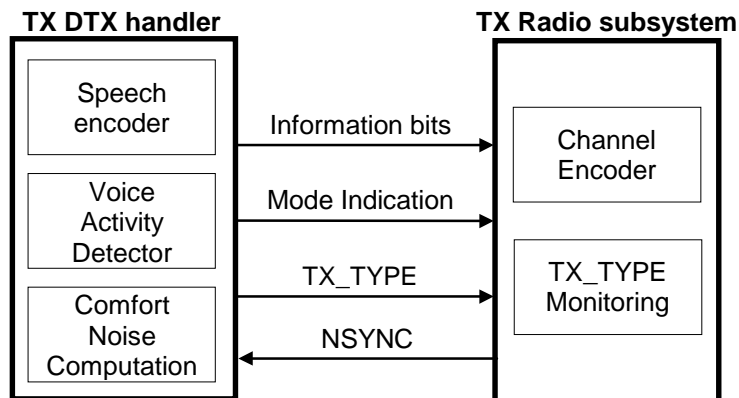 TX DTX handler
TX Radio subsystem
Speech
encoder
Information bits
Channel
Encoder
Voice
Activity
Detector
Mode Indication
TX_TYPE
TX_TYPE
Monitoring
Comfort
Noise
Computation
NSYNC